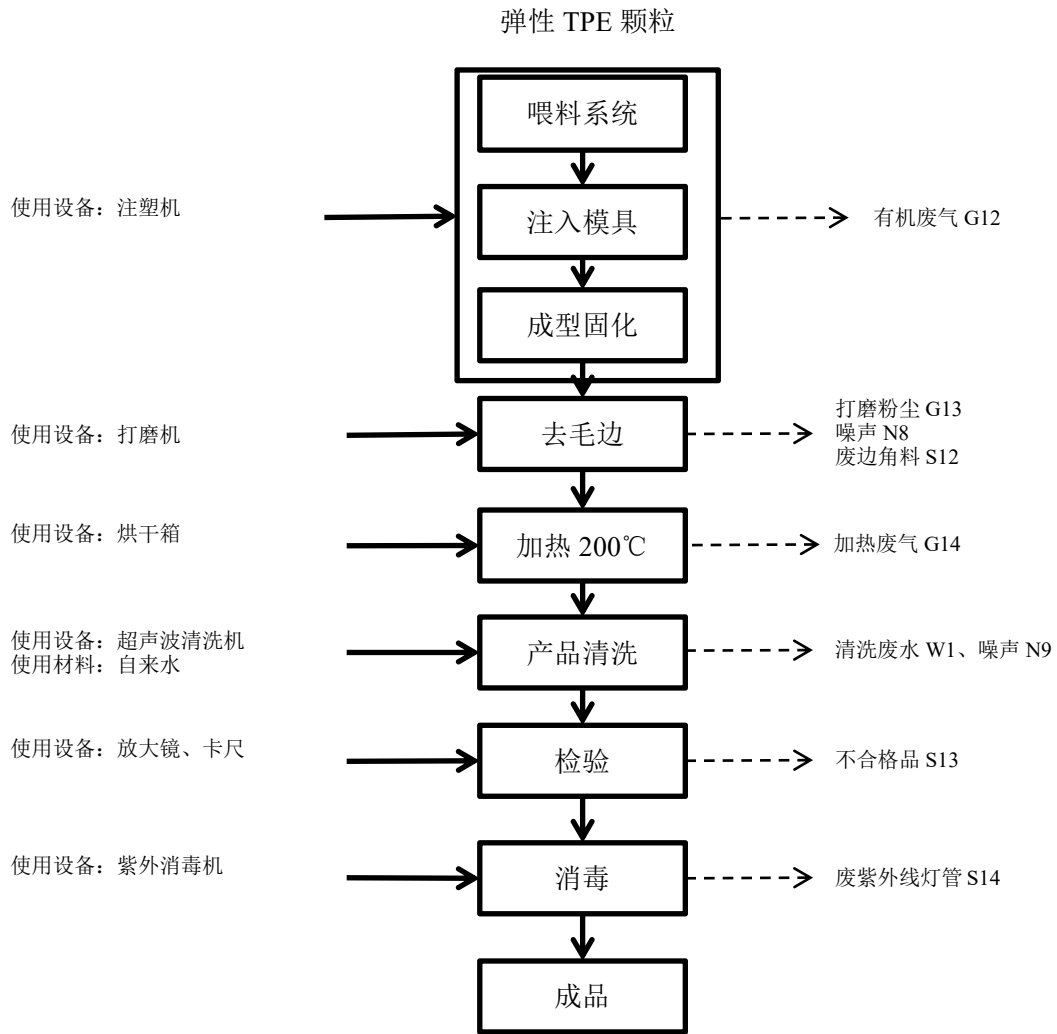 弹性 TPE 颗粒
喂料系统
使用设备：注塑机
注入模具
有机废气 G12
成型固化
使用设备：打磨机
去毛边
打磨粉尘 G13
噪声 N8
废边角料 S12
使用设备：烘干箱
加热 200℃
加热废气 G14
使用设备：超声波清洗机
使用材料：自来水
产品清洗
清洗废水 W1、噪声 N9
使用设备：放大镜、卡尺
检验
不合格品 S13
使用设备：紫外消毒机
消毒
废紫外线灯管 S14
成品